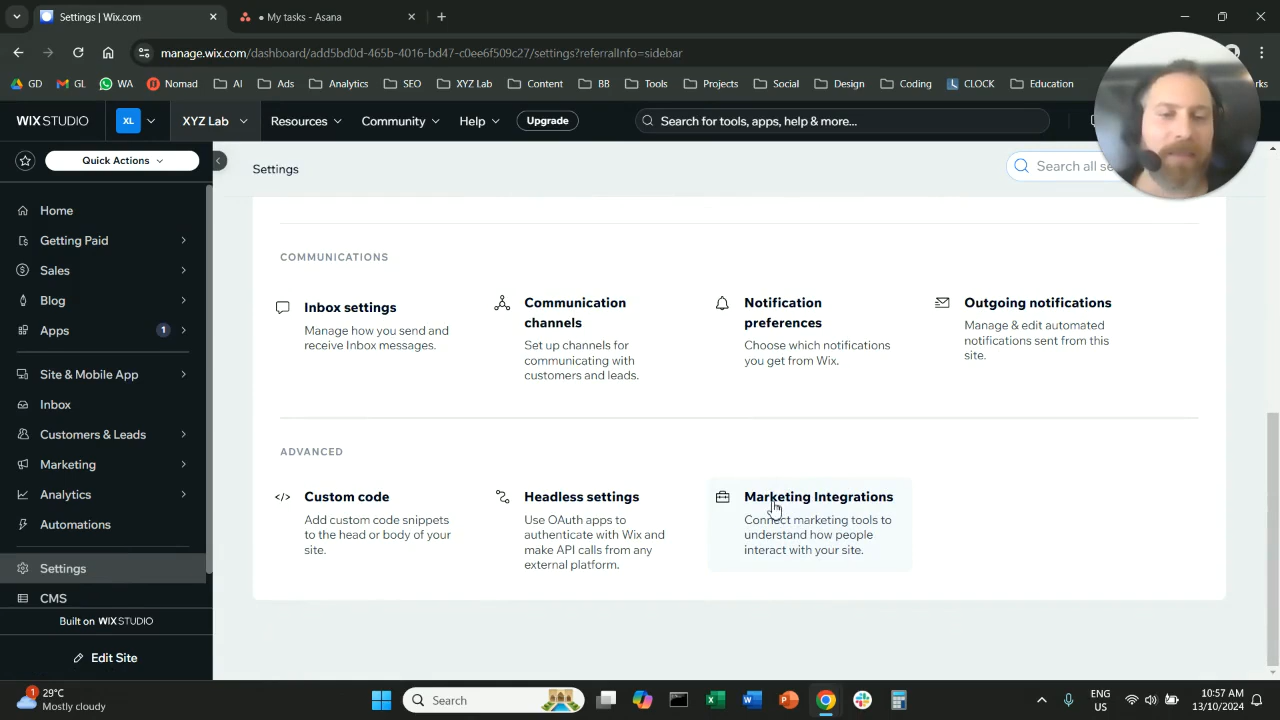 Settings | Wix.com
My tasks - Asana
manage.wix.com/dashboard/add5bd0d-465b-4016-bd47-c0ee6f509c27/settings?referralInfo=sidebar
GD
GL
WA
Nomad
AI
Ads
Analytics
SEO
XYZ Lab
Content
BB
Tools
Projects
Social
Design
Coding
CLOCK
Education
WIX STUDIO
XL
XYZ Lab
Resources
Community
Help
Upgrade
Search for tools, apps, help & more...
Quick Actions
Home
Getting Paid
Sales
Blog
Apps
1
Site & Mobile App
Inbox
Customers & Leads
Marketing
Analytics
Automations
Settings
CMS
Built on WIX STUDIO
Edit Site
Settings
Search all
COMMUNICATIONS
Inbox settings
Manage how you send and
receive Inbox messages.
Communication
channels
Set up channels for
communicating with
customers and leads.
Notification
preferences
Choose which notifications
you get from Wix.
Outgoing notifications
Manage & edit automated
notifications sent from this
site.
ADVANCED
Custom code
Add custom code snippets
to the head or body of your
site.
Headless settings
Use OAuth apps to
authenticate with Wix and
make API calls from any
external platform.
Marketing Integrations
Connect marketing tools to
understand how people
interact with your site.
1
29°C
Mostly cloudy
Search
ENG
US
10:57 AM
13/10/2024